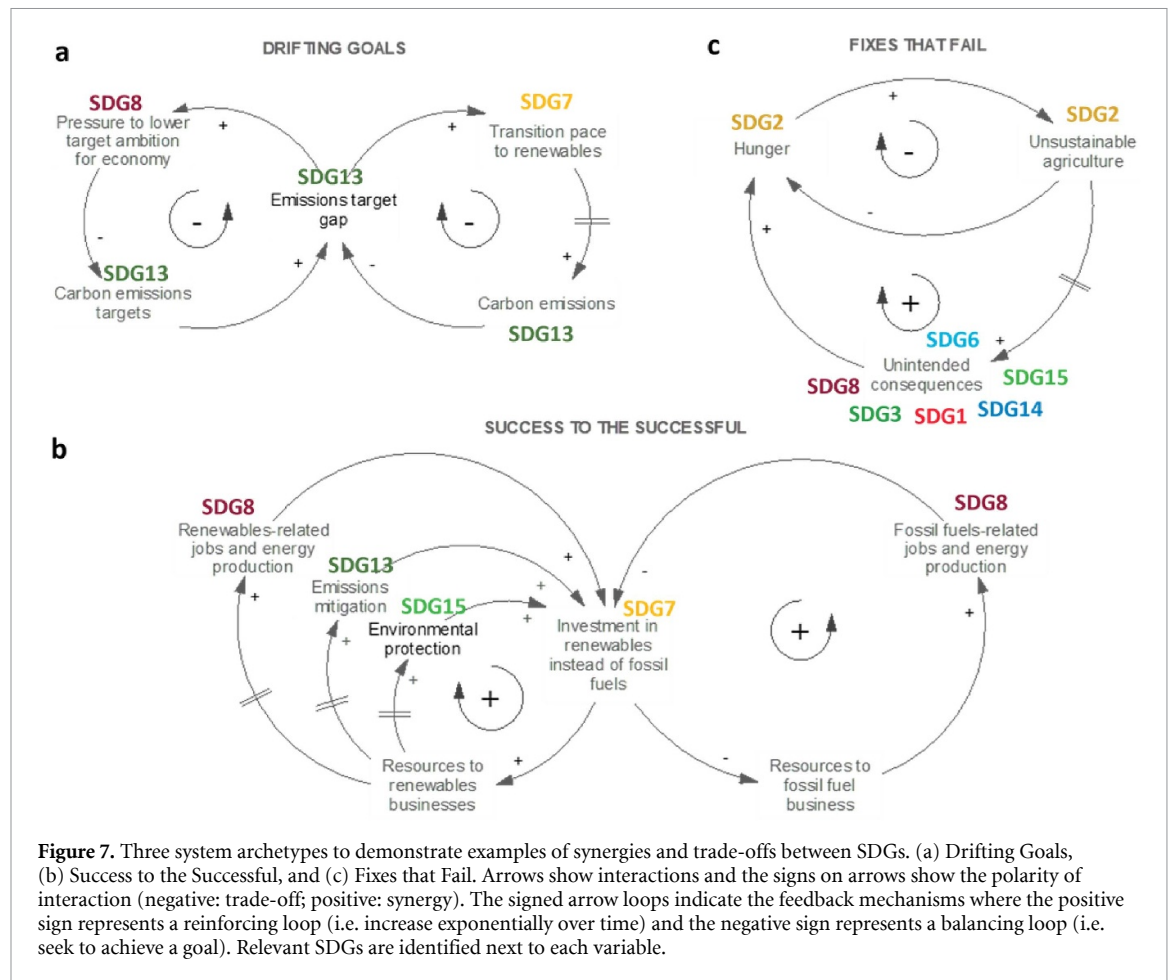 a
DRIFTING GOALS
SDG8
Pressure to lower
target ambition
for economy
+
-
SDG13
Carbon emissions
targets
+
-
SDG13
Emissions target
gap
+
SDG7
Transition pace
to renewables
-
+
-
Carbon emissions
SDG13
c
FIXES THAT FAIL
+
SDG2
Hunger
-
SDG2
Unsustainable
agriculture
-
+
+
SDG6
+
Unintended
consequences
SDG8
SDG15
SDG3
SDG1
SDG14
b
SUCCESS TO THE SUCCESSFUL
SDG8
Renewables-related
jobs and energy
production
+
SDG13
Emissions
mitigation
+
SDG15
Environmental
protection
+
+
+
+
SDG7
Investment in
renewables
instead of fossil
fuels
-
+
+
SDG8
Fossil fuels-related
jobs and energy
production
+
Resources to
renewables
businesses
+
-
Resources to
fossil fuel
business
Figure 7. Three system archetypes to demonstrate examples of synergies and trade-offs between SDGs. (a) Drifting Goals,
(b) Success to the Successful, and (c) Fixes that Fail. Arrows show interactions and the signs on arrows show the polarity of
interaction (negative: trade-off; positive: synergy). The signed arrow loops indicate the feedback mechanisms where the positive
sign represents a reinforcing loop (i.e. increase exponentially over time) and the negative sign represents a balancing loop (i.e.
seek to achieve a goal). Relevant SDGs are identified next to each variable.